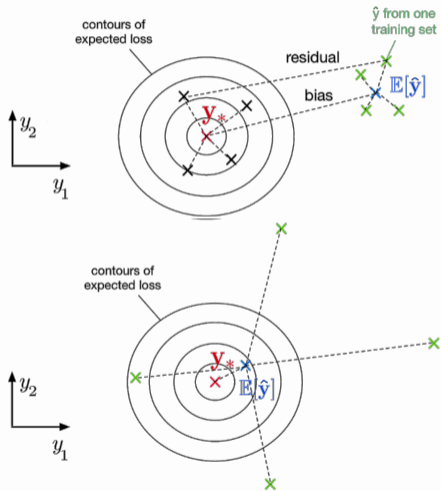 contours of
expected loss
ŷ from one
training set
residual
𝔼[ŷ]
bias
y*
y₂
y₁
contours of
expected loss
y*
𝔼[ŷ]
y₂
y₁